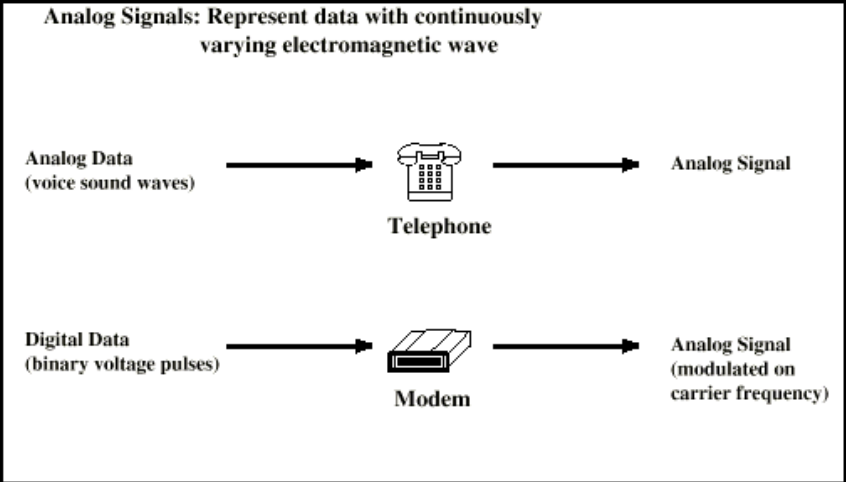 Analog Signals: Represent data with continuously
varying electromagnetic wave
Analog Data
(voice sound waves)
Telephone
Analog Signal
Digital Data
(binary voltage pulses)
Modem
Analog Signal
(modulated on
carrier frequency)